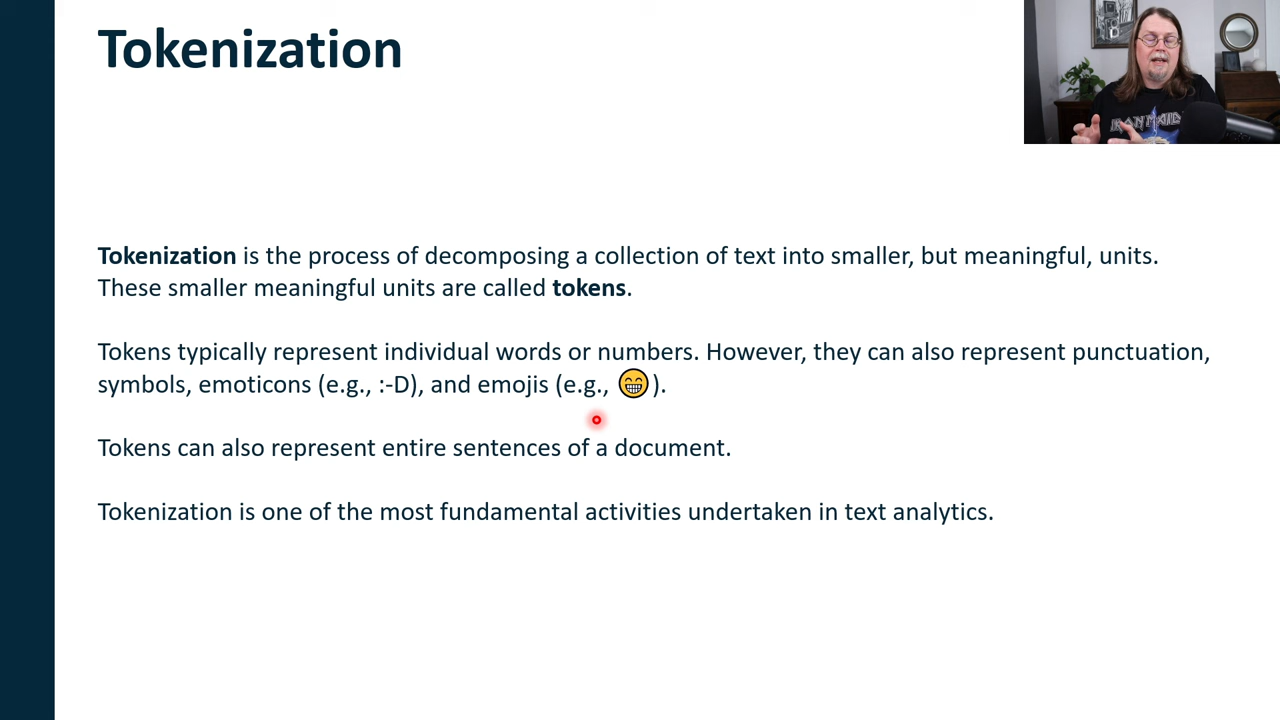 Tokenization
Tokenization is the process of decomposing a collection of text into smaller, but meaningful, units.
These smaller meaningful units are called tokens.
Tokens typically represent individual words or numbers. However, they can also represent punctuation,
symbols, emoticons (e.g., :-D), and emojis (e.g., 😁).
Tokens can also represent entire sentences of a document.
Tokenization is one of the most fundamental activities undertaken in text analytics.